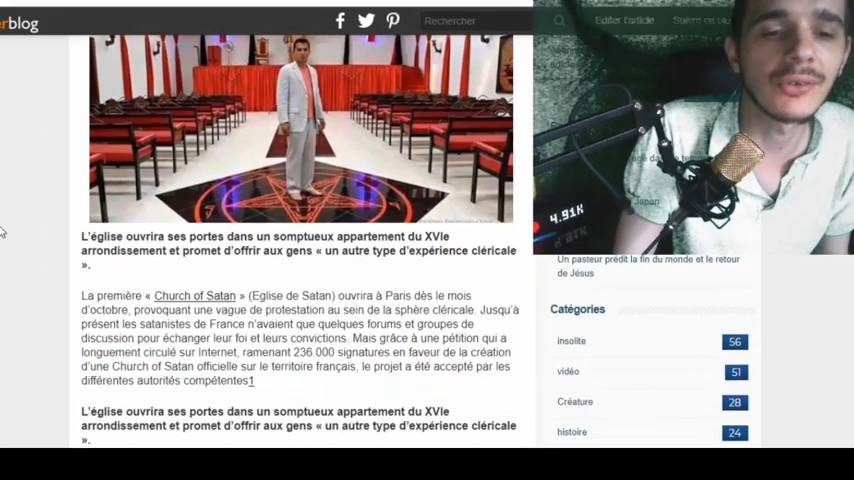 erblog
Rechercher
Editer l'article
L'église ouvrira ses portes dans un somptueux appartement du XVIe
arrondissement et promet d'offrir aux gens « un autre type d'expérience cléricale
».
La première « Church of Satan » (Eglise de Satan) ouvrira à Paris dès le mois
d'octobre, provoquant une vague de protestation au sein de la sphère cléricale. Jusqu'à
présent les satanistes de France n'avaient que quelques forums et groupes de
discussion pour échanger leur foi et leurs convictions. Mais grâce à une pétition qui a
longuement circulé sur Internet, ramenant 236.000 signatures en faveur de la création
d'une Church of Satan officielle sur le territoire français, le projet a été accepté par les
différentes autorités compétentes1
L'église ouvrira ses portes dans un somptueux appartement du XVIe
arrondissement et promet d'offrir aux gens « un autre type d'expérience cléricale
».
4.91K
Japon
Un pasteur prédit la fin du monde et le retour
de Jésus
Catégories
insolite 56
vidéo 51
Créature 28
histoire 24